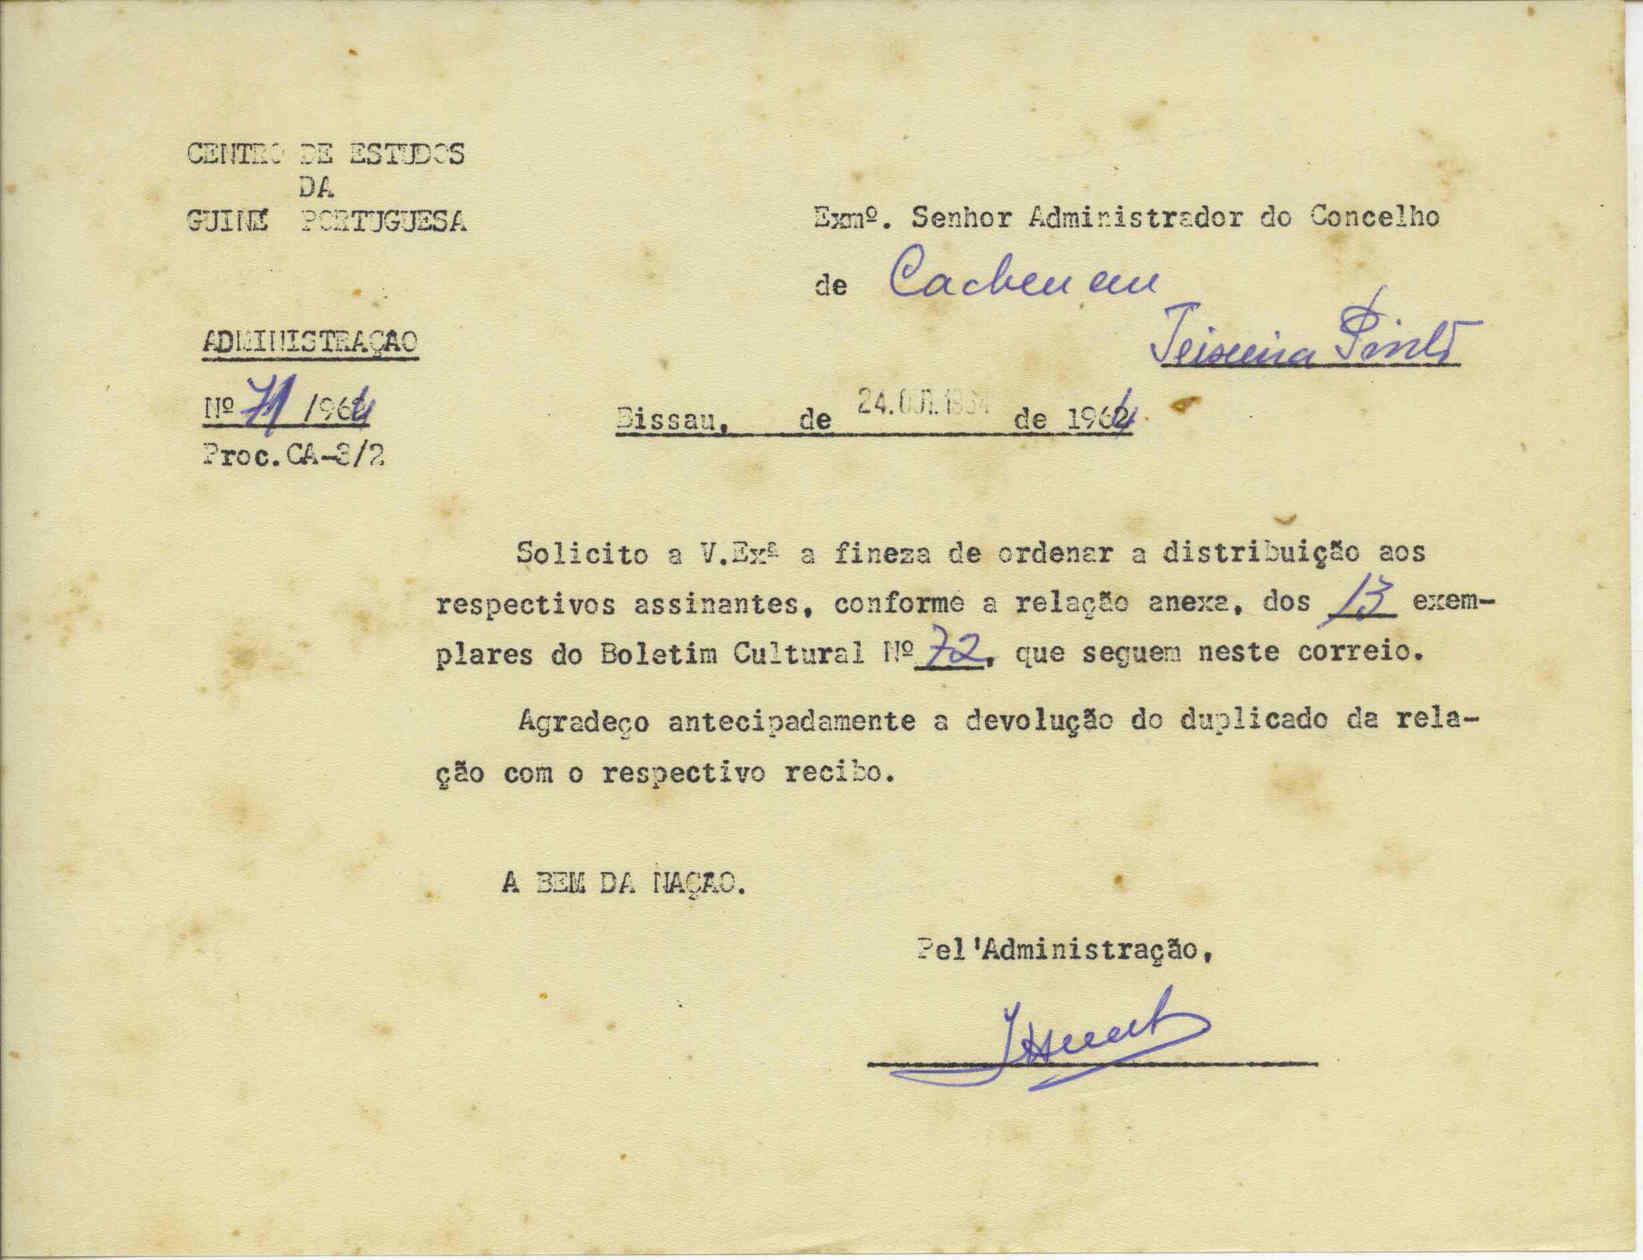 CENTRO DE ESTUDOS
DA
GUINÉ PORTUGUESA
Exmº. Senhor Administrador do Concelho
de Cacheu em
Teixeira Pinto
ADMINISTRAÇÃO
Nº 71 /964
Proc.CA-3/2
Bissau, de 24.OUT.1964 de 1964
Solicito a V.Exª a fineza de ordenar a distribuição aos
respectivos assinantes, conforme a relação anexa, dos 13 exem-
plares do Boletim Cultural Nº 72, que seguem neste correio.
Agradeço antecipadamente a devolução do duplicado da rela-
ção com o respectivo recibo.
A BEM DA NAÇÃO.
Pel'Administração,